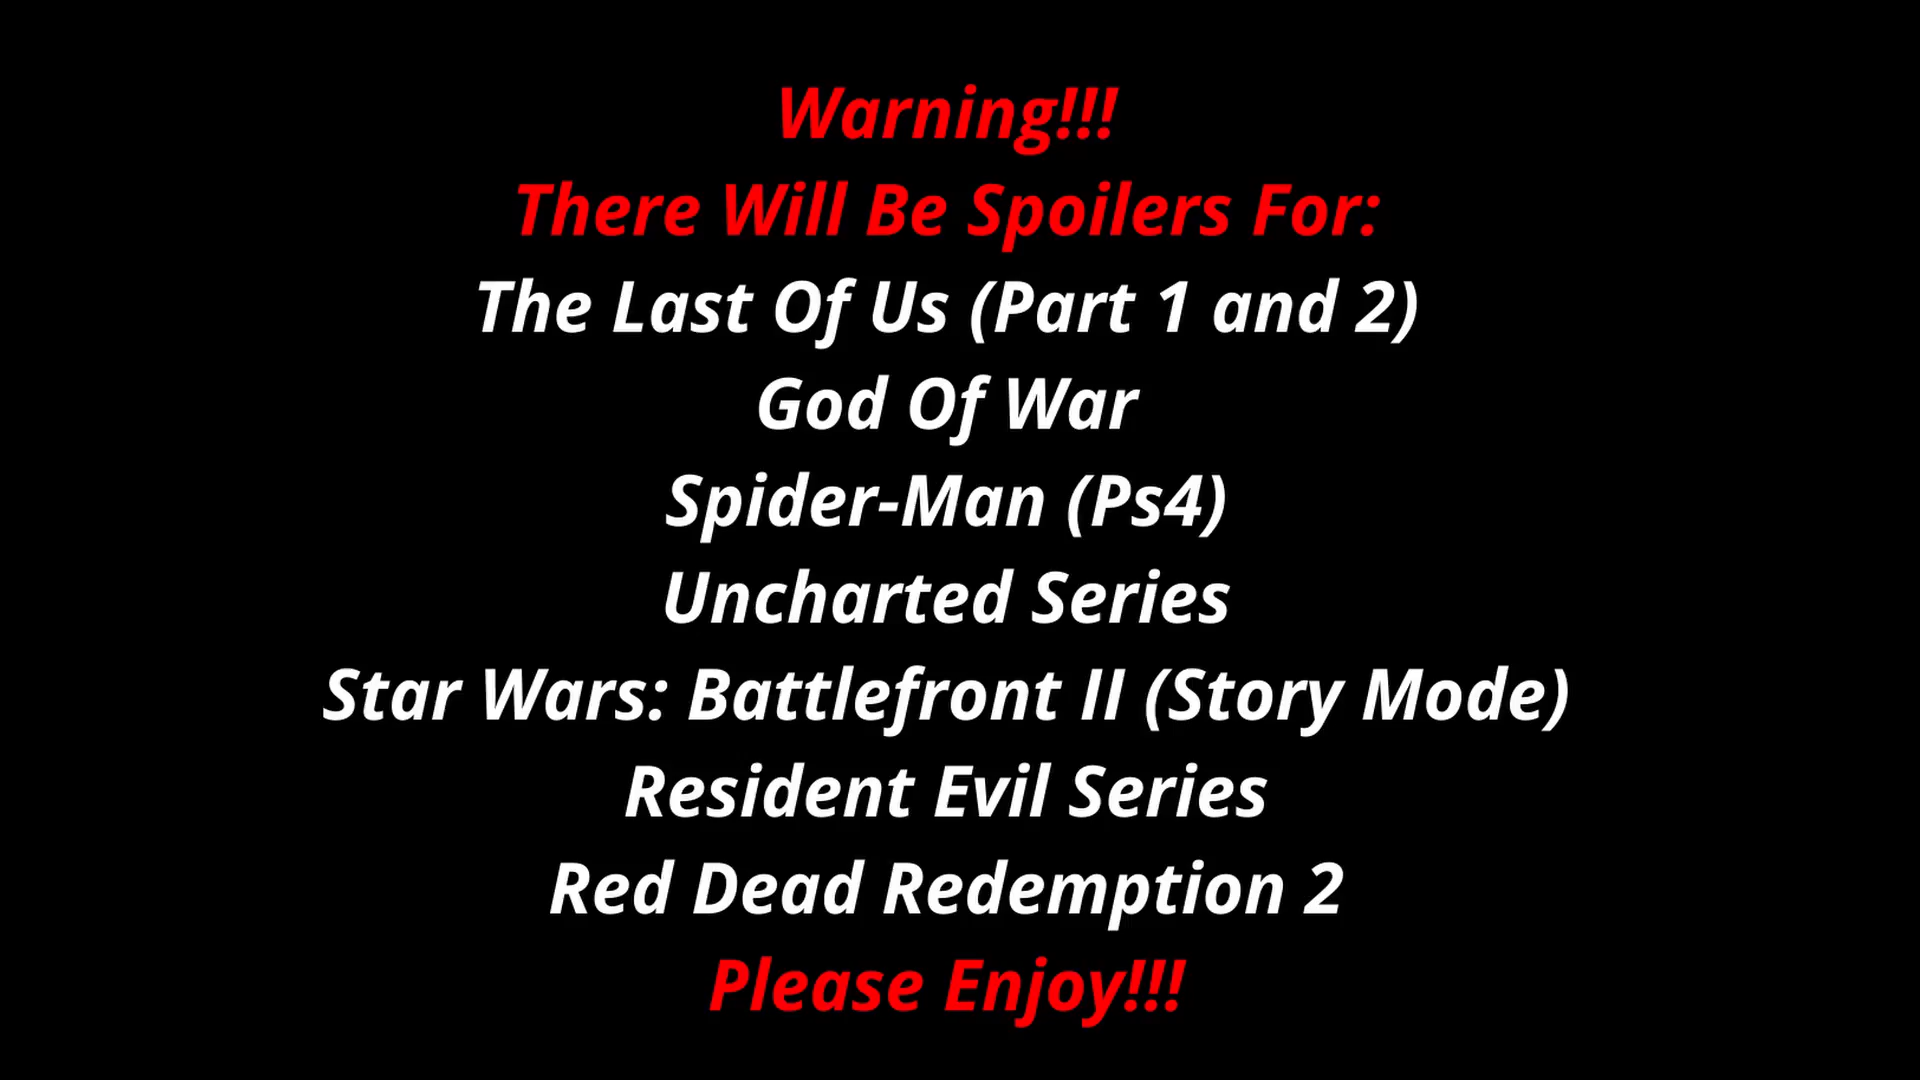 Warning!!!
There Will Be Spoilers For:
The Last Of Us (Part 1 and 2)
God Of War
Spider-Man (Ps4)
Uncharted Series
Star Wars: Battlefront II (Story Mode)
Resident Evil Series
Red Dead Redemption 2
Please Enjoy!!!